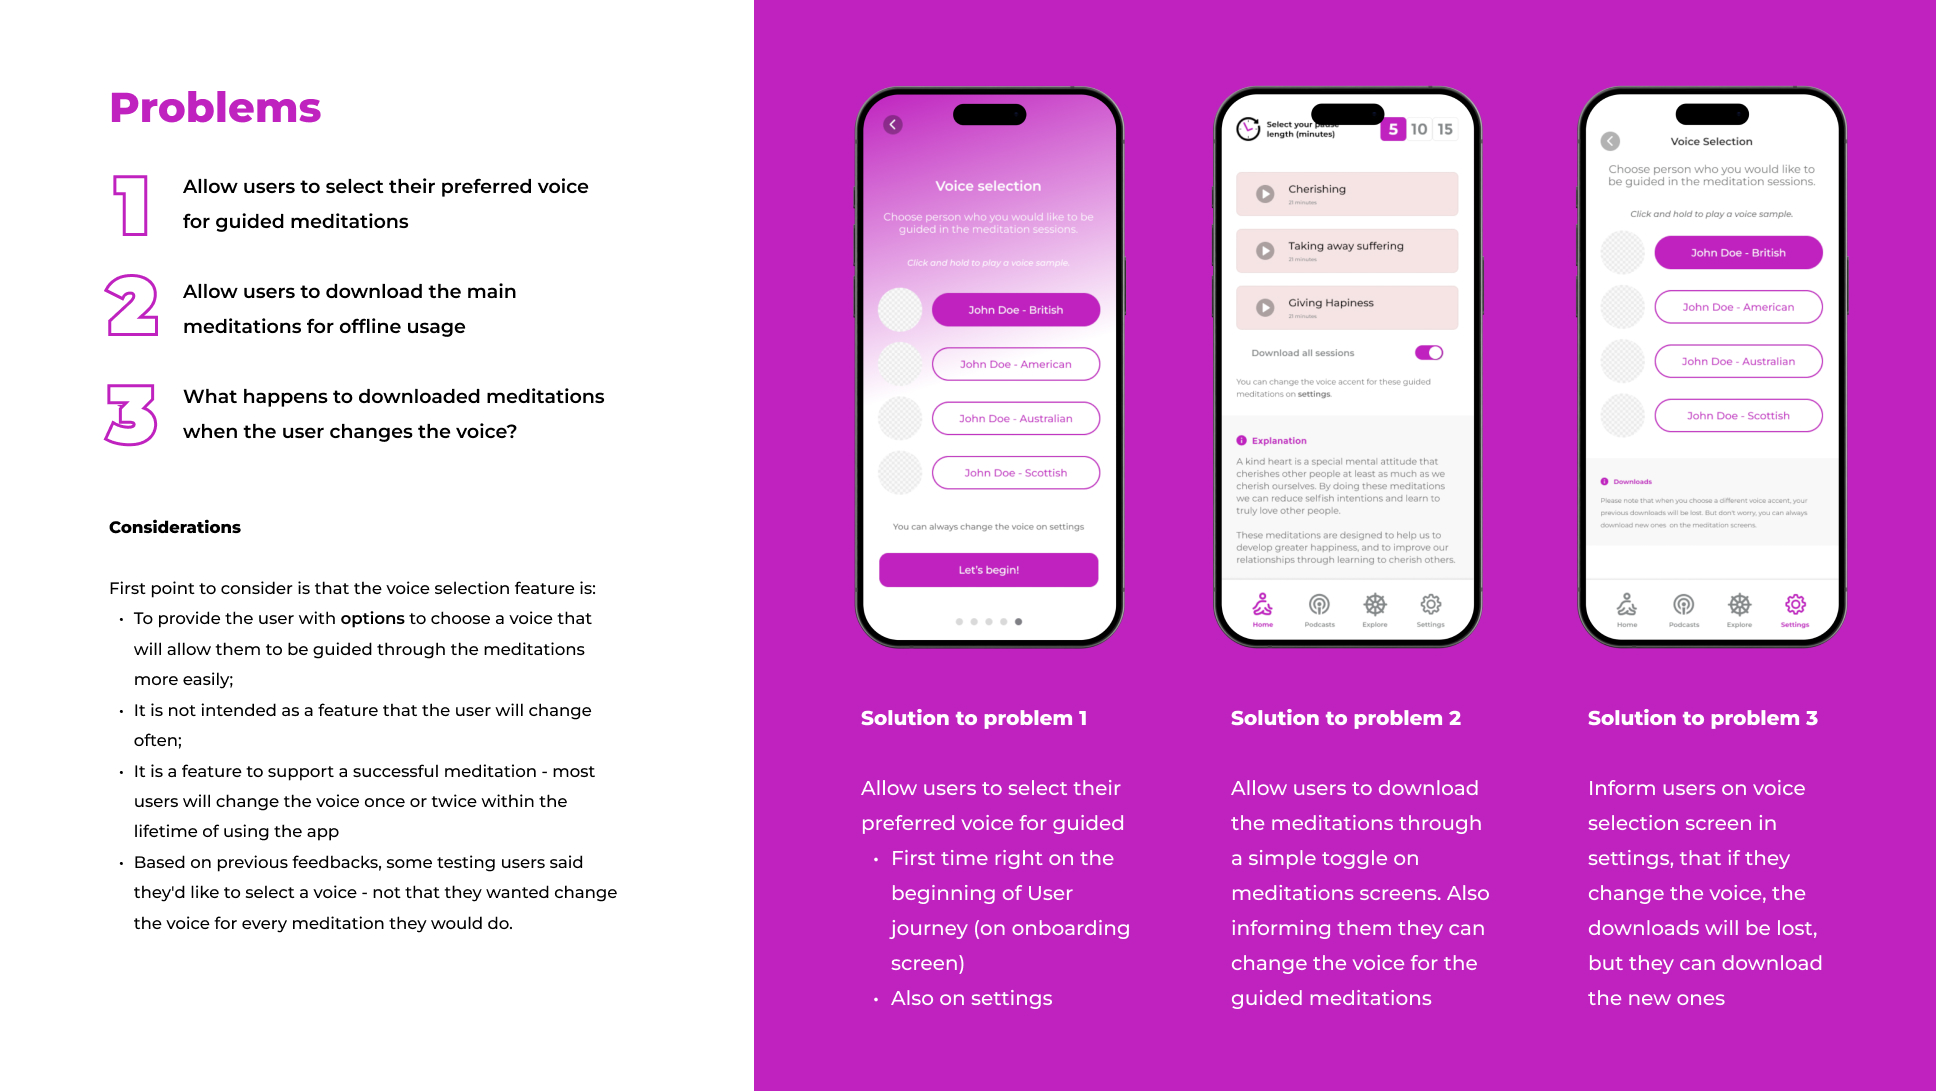 Problems
1
Allow users to select their preferred voice
for guided meditations
2
Allow users to download the main
meditations for offline usage
3
What happens to downloaded meditations
when the user changes the voice?
Considerations
First point to consider is that the voice selection feature is:
• To provide the user with options to choose a voice that
will allow them to be guided through the meditations
more easily;
• It is not intended as a feature that the user will change
often;
• It is a feature to support a successful meditation - most
users will change the voice once or twice within the
lifetime of using the app
• Based on previous feedbacks, some testing users said
they'd like to select a voice - not that they wanted change
the voice for every meditation they would do.
Voice selection
Choose person who you would like to be
guided in the meditation sessions.
Click and hold to play a voice sample.
John Doe - British
John Doe - American
John Doe - Australian
John Doe - Scottish
You can always change the voice on settings
Let's begin!
Select your pause
length (minutes)
5 10 15
Cherishing
21 minutes
Taking away suffering
21 minutes
Giving Hapiness
21 minutes
Download all sessions
You can change the voice accent for these guided
meditations on settings.
Explanation
A kind heart is a special mental attitude that
cherishes other people at least as much as we
cherish ourselves. By doing these meditations
we can reduce selfish intentions and learn to
truly love other people.
These meditations are designed to help us to
develop greater happiness, and to improve our
relationships through learning to cherish others.
Home Podcasts Explore Settings
Voice Selection
Choose person who you would like to
be guided in the meditation sessions.
Click and hold to play a voice sample.
John Doe - British
John Doe - American
John Doe - Australian
John Doe - Scottish
Downloads
Please note that when you choose a different voice accent, your
previous downloads will be lost. But don't worry, you can always
download new ones on the meditation screens.
Home Podcasts Explore Settings
Solution to problem 1
Allow users to select their
preferred voice for guided
• First time right on the
beginning of User
journey (on onboarding
screen)
• Also on settings
Solution to problem 2
Allow users to download
the meditations through
a simple toggle on
meditations screens. Also
informing them they can
change the voice for the
guided meditations
Solution to problem 3
Inform users on voice
selection screen in
settings, that if they
change the voice, the
downloads will be lost,
but they can download
the new ones